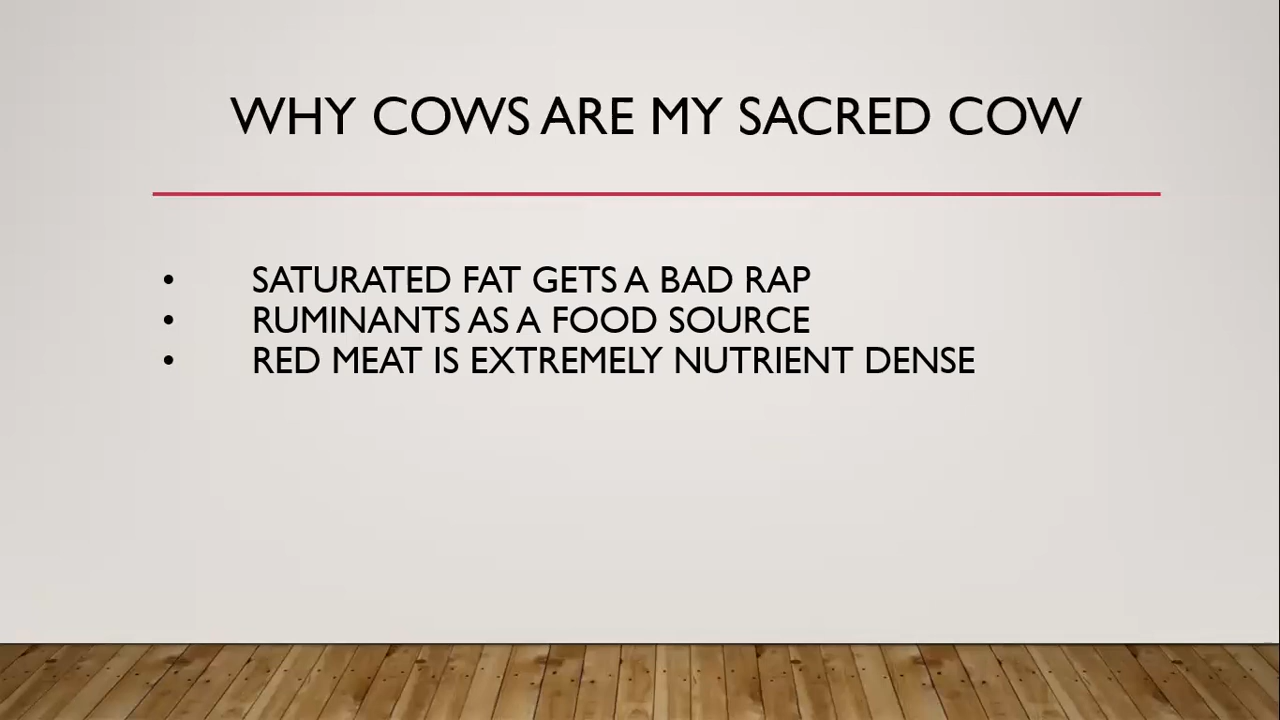 WHY COWS ARE MY SACRED COW
• SATURATED FAT GETS A BAD RAP
• RUMINANTS AS A FOOD SOURCE
• RED MEAT IS EXTREMELY NUTRIENT DENSE